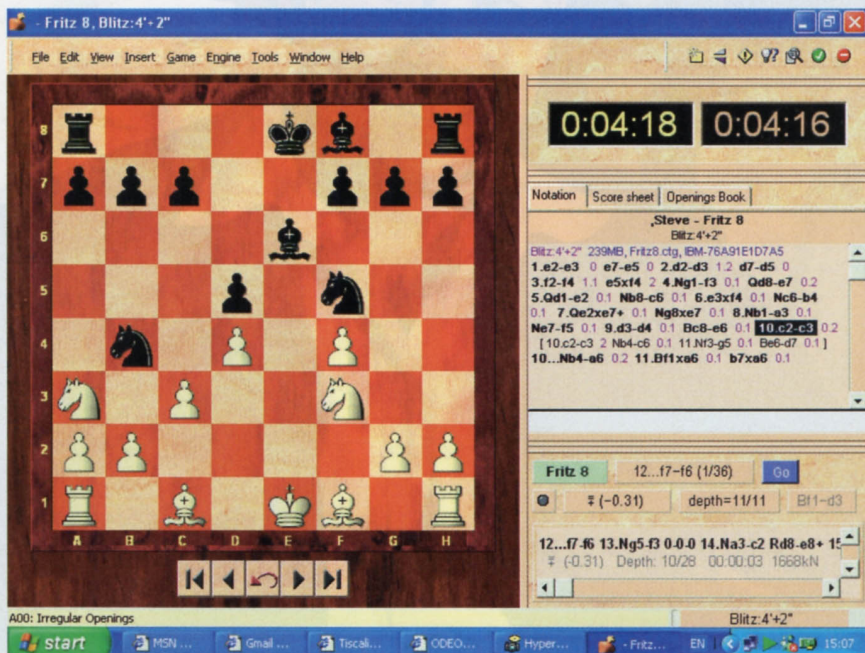 - Fritz 8, Blitz:4'+2"
File Edit View Insert Game Engine Tools Window Help
8
7
6
5
4
3
2
1
A B C D E F G H
0:04:18 0:04:16
Notation Score sheet Openings Book
,Steve - Fritz 8
Blitz:4'+2"
Blitz:4'+2" 239MB, Fritz8.ctg, IBM-76A91E1D7A5
1.e2-e3 0 e7-e5 0 2.d2-d3 1.2 d7-d5 0
3.f2-f4 1.1 e5xf4 2 4.Ng1-f3 0.1 Qd8-e7 0.2
5.Qd1-e2 0.1 Nb8-c6 0.1 6.e3xf4 0.1 Nc6-b4
0.1 7.Qe2xe7+ 0.1 Ng8xe7 0.1 8.Nb1-a3 0.1
Ne7-f5 0.1 9.d3-d4 0.1 Bc8-e6 0.1 10.c2-c3 0.2
[ 10.c2-c3 2 Nb4-c6 0.1 11.Nf3-g5 0.1 Be6-d7 0.1 ]
10...Nb4-a6 0.2 11.Bf1xa6 0.1 b7xa6 0.1
Fritz 8 12...f7-f6 (1/36) Go
(-0.31) depth=11/11 Bf1-d3
12...f7-f6 13.Ng5-f3 0-0-0 14.Na3-c2 Rd8-e8+ 15
(-0.31) Depth: 10/28 00:00:03 1668kN
A00: Irregular Openings Blitz:4'+2"
start MSN ... Gmail ... Tiscali... ODEO... Hyper... - Fritz... EN 15:07